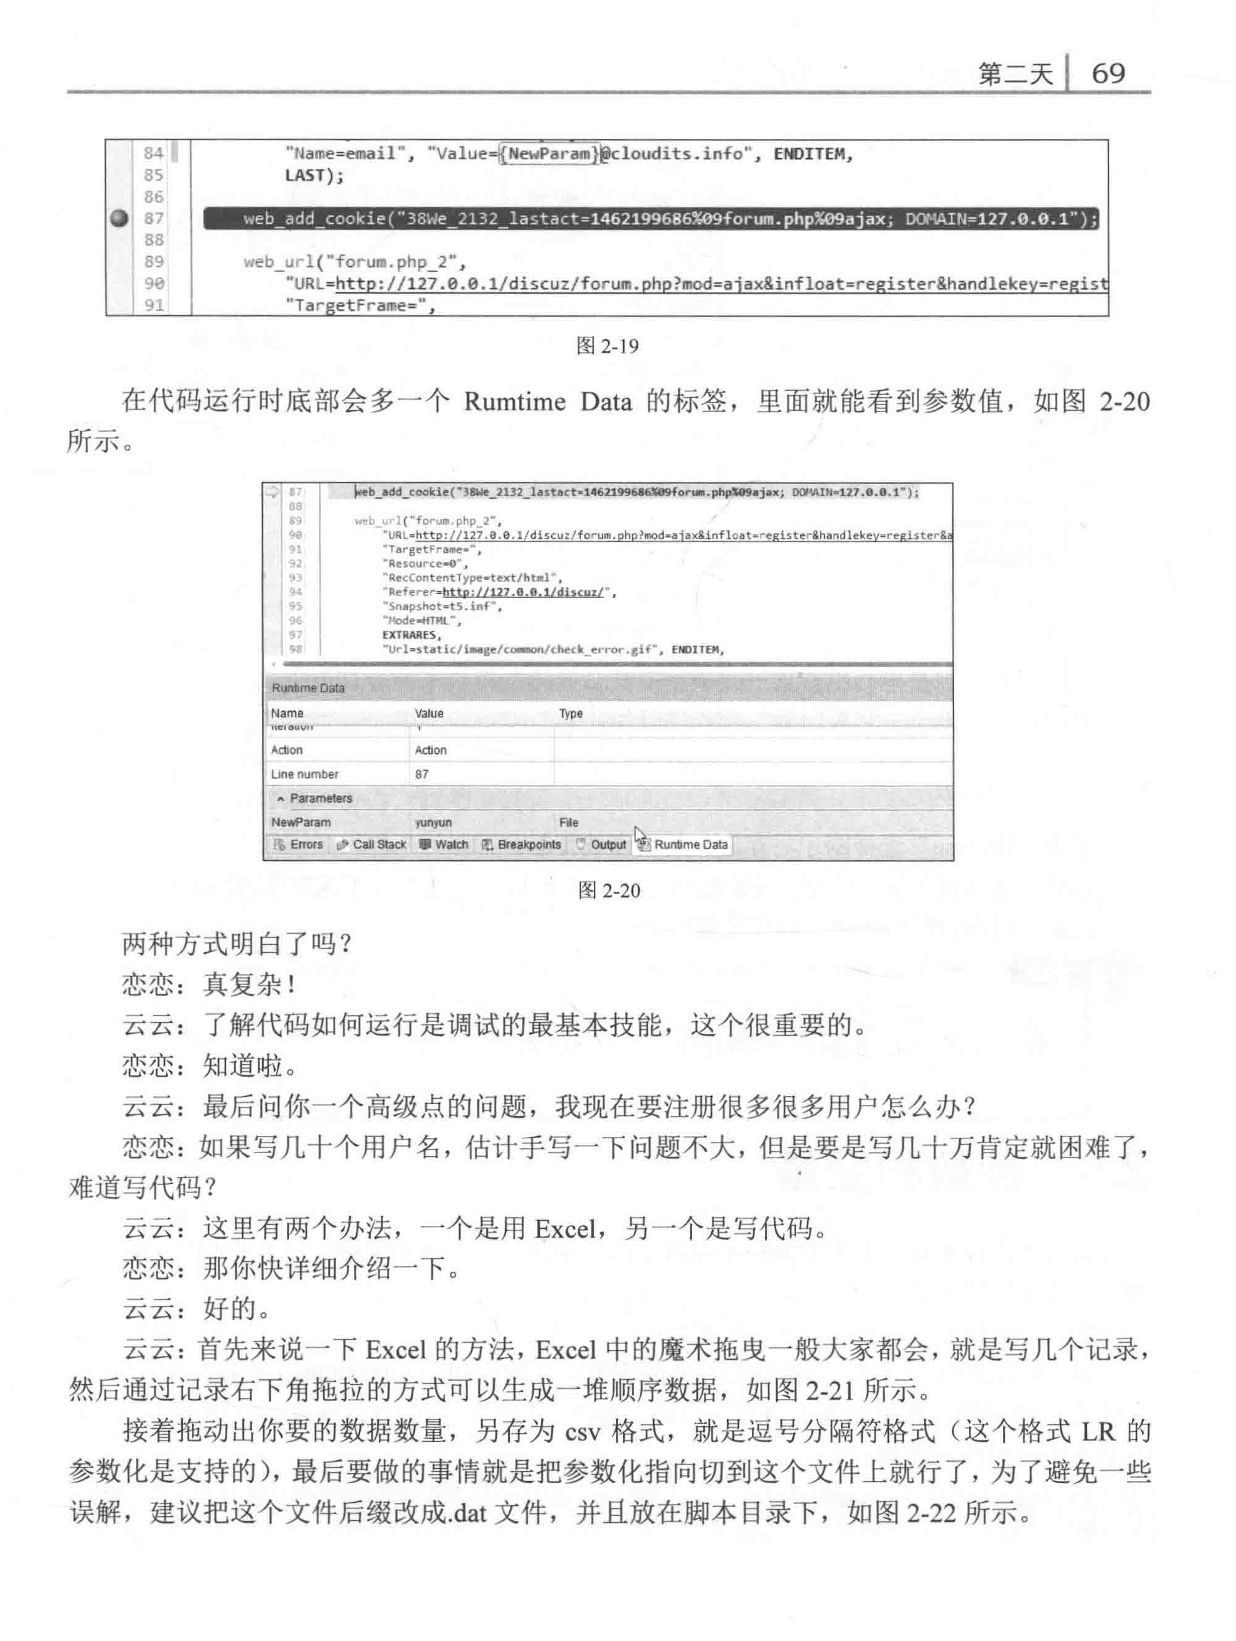 第二天 69
84 "Name=email", "Value={NewParam}@cloudits.info", ENDITEM,
85 LAST);
86
87 web_add_cookie("38We_2132_lastact=1462199686%09forum.php%09ajax; DOMAIN=127.0.0.1");
88
89 web_url("forum.php_2",
90 "URL=http://127.0.0.1/discuz/forum.php?mod=ajax&infloat=register&handlekey=regist
91 "TargetFrame=",
图 2-19
在代码运行时底部会多一个 Rumtime Data 的标签，里面就能看到参数值，如图 2-20
所示。
87 web_add_cookie("38We_2132_lastact=1462199686%09forum.php%09ajax; DOMAIN=127.0.0.1");
88
89 web_url("forum.php_2",
90 "URL=http://127.0.0.1/discuz/forum.php?mod=ajax&infloat=register&handlekey=register&a
91 "TargetFrame=",
92 "Resource=0",
93 "RecContentType=text/html",
94 "Referer=http://127.0.0.1/discuz/",
95 "Snapshot=t5.inf",
96 "Mode=HTML",
97 EXTRARES,
98 "Url=static/image/common/check_error.gif", ENDITEM,
Runtime Data
Name Value Type
Iteration 1
Action Action
Line number 87
Parameters
NewParam yunyun File
Errors Call Stack Watch Breakpoints Output Runtime Data
图 2-20
两种方式明白了吗？
恋恋：真复杂！
云云：了解代码如何运行是调试的最基本技能，这个很重要的。
恋恋：知道啦。
云云：最后问你一个高级点的问题，我现在要注册很多很多用户怎么办？
恋恋：如果写几十个用户名，估计手写一下问题不大，但是要是写几十万肯定就困难了，
难道写代码？
云云：这里有两个办法，一个是用 Excel，另一个是写代码。
恋恋：那你快详细介绍一下。
云云：好的。
云云：首先来说一下 Excel 的方法，Excel 中的魔术拖曳一般大家都会，就是写几个记录，
然后通过记录右下角拖拉的方式可以生成一堆顺序数据，如图 2-21 所示。
接着拖动出你要的数据数量，另存为 csv 格式，就是逗号分隔符格式（这个格式 LR 的
参数化是支持的），最后要做的事情就是把参数化指向切到这个文件上就行了，为了避免一些
误解，建议把这个文件后缀改成.dat 文件，并且放在脚本目录下，如图 2-22 所示。